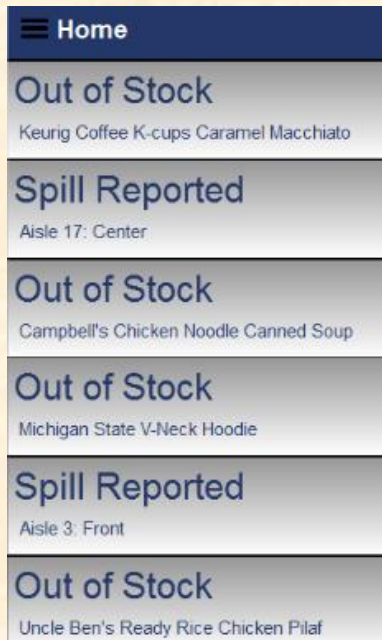 Home
Out of Stock
Keurig Coffee K-cups Caramel Macchiato
Spill Reported
Aisle 17: Center
Out of Stock
Campbell's Chicken Noodle Canned Soup
Out of Stock
Michigan State V-Neck Hoodie
Spill Reported
Aisle 3: Front
Out of Stock
Uncle Ben's Ready Rice Chicken Pilaf